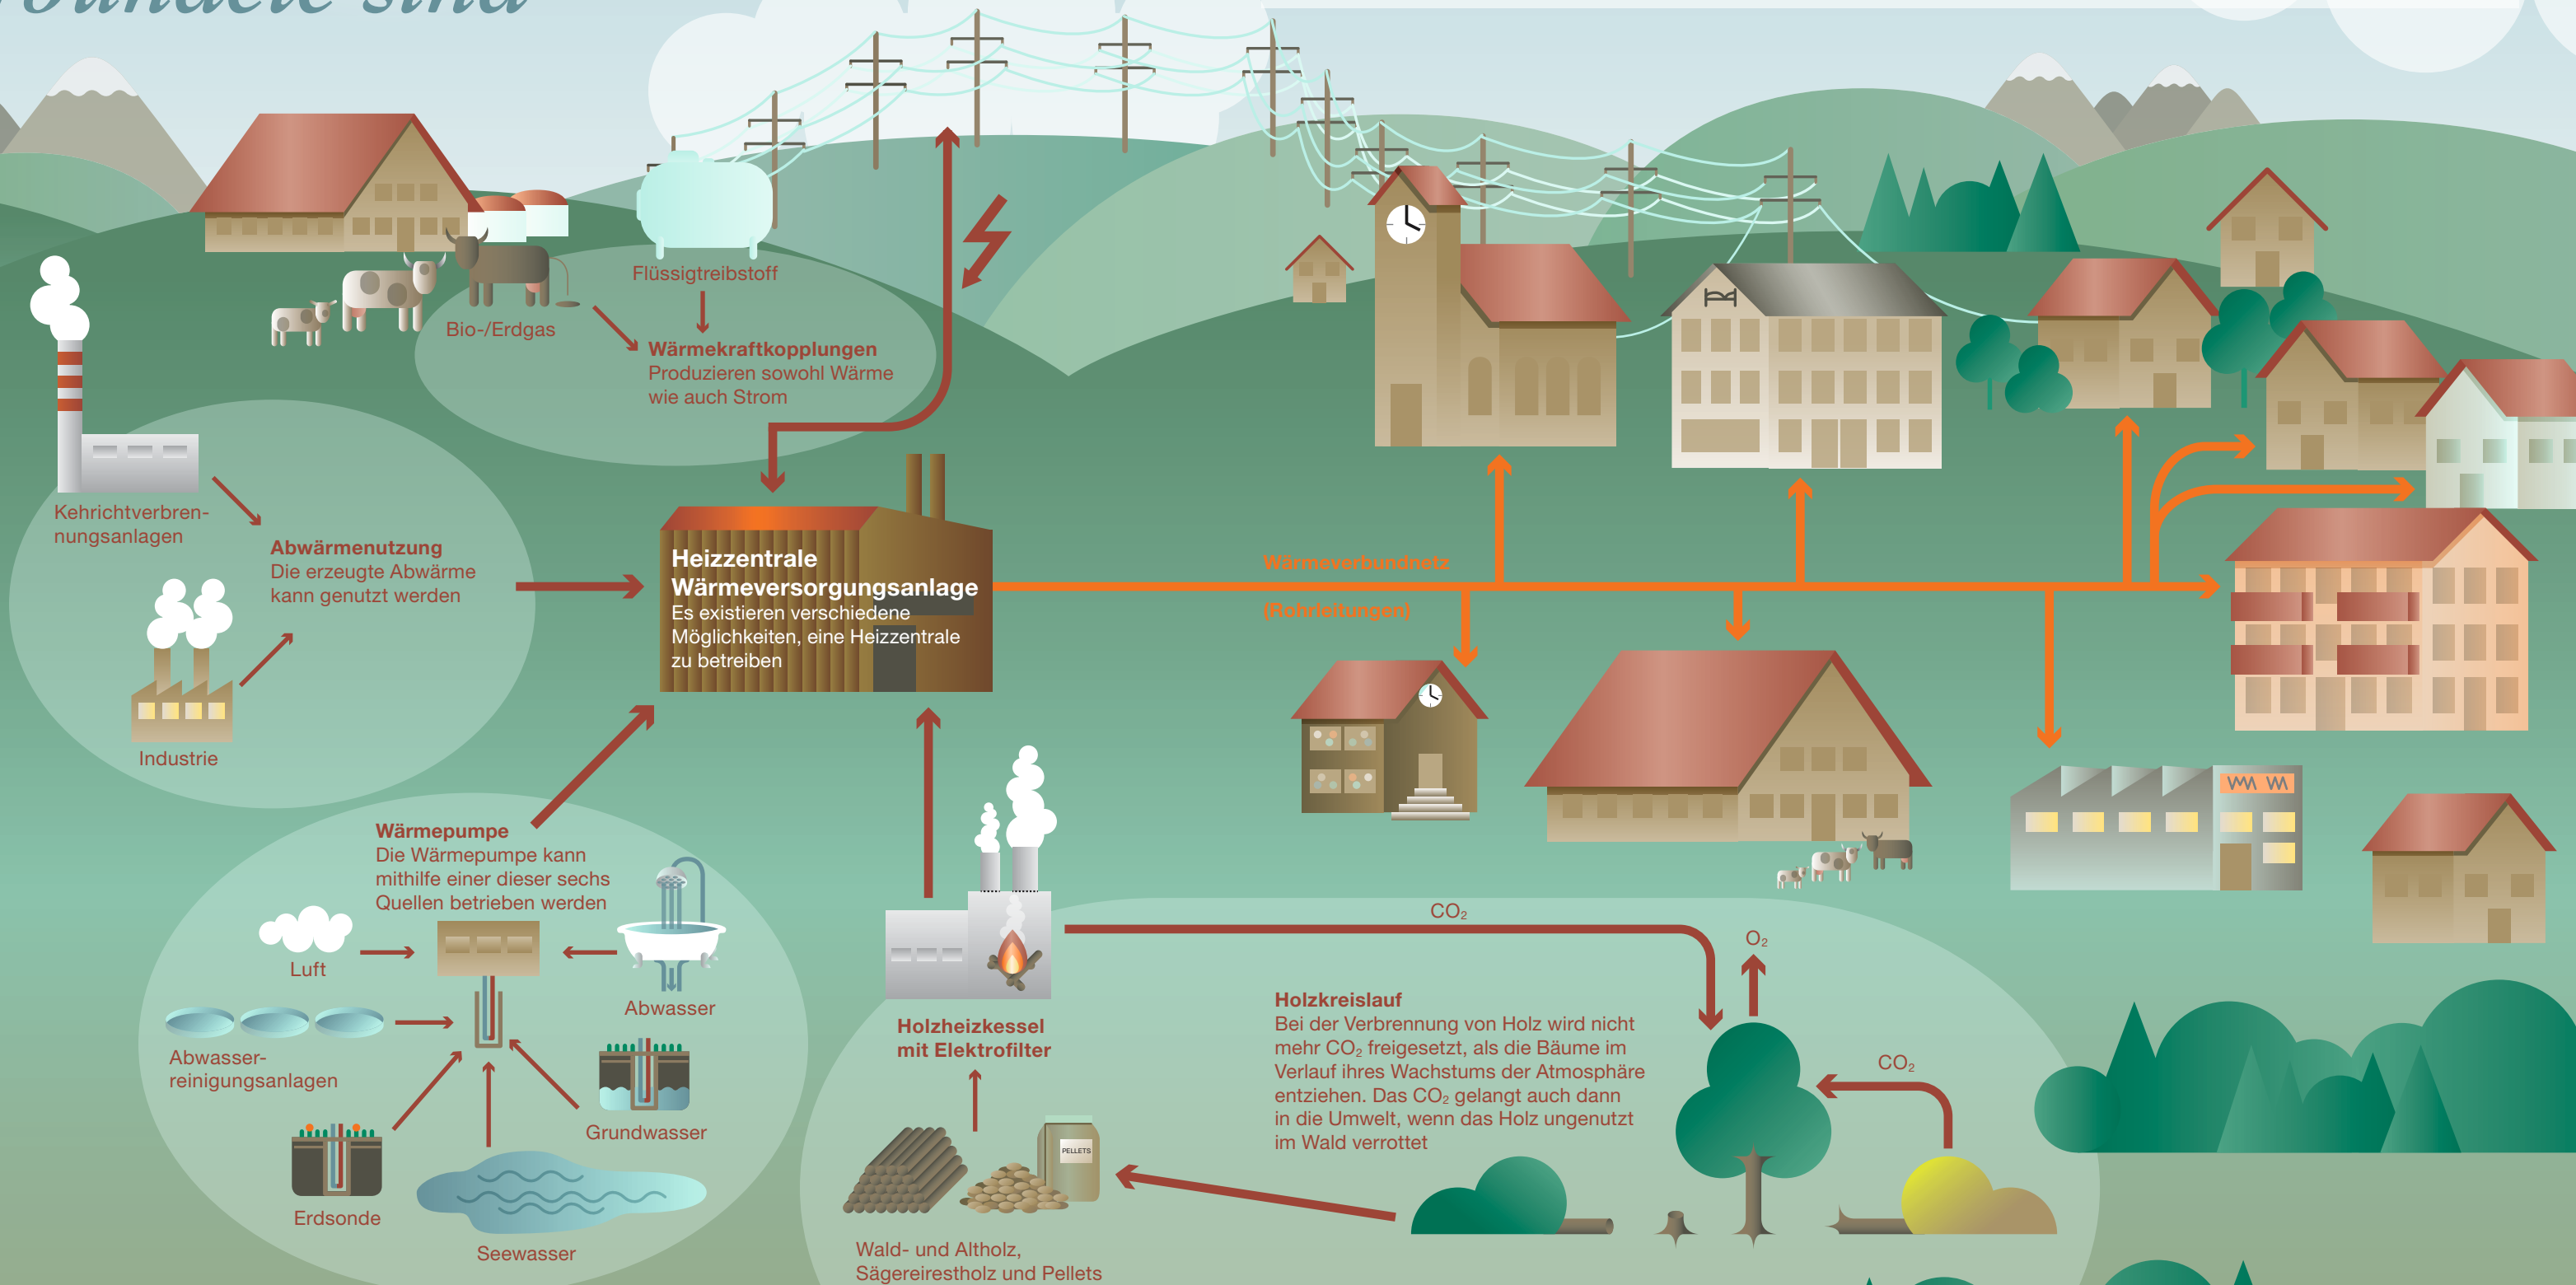 sind
Flüssigtreibstoff
Bio-/Erdgas
Wärmekraftkopplungen
Produzieren sowohl Wärme
wie auch Strom
Kehrichtverbren-
nungsanlagen
Abwärmenutzung
Die erzeugte Abwärme
kann genutzt werden
Industrie
Heizzentrale
Wärmeversorgungsanlage
Es existieren verschiedene
Möglichkeiten, eine Heizzentrale
zu betreiben
Wärmeverbundnetz
(Rohrleitungen)
Wärmepumpe
Die Wärmepumpe kann
mithilfe einer dieser sechs
Quellen betrieben werden
Luft
Abwasser
Abwasser-
reinigungsanlagen
Grundwasser
Erdsonde
Seewasser
Holzheizkessel
mit Elektrofilter
PELLETS
Wald- und Altholz,
Sägereirestholz und Pellets
CO₂
O₂
Holzkreislauf
Bei der Verbrennung von Holz wird nicht
mehr CO₂ freigesetzt, als die Bäume im
Verlauf ihres Wachstums der Atmosphäre
entziehen. Das CO₂ gelangt auch dann
in die Umwelt, wenn das Holz ungenutzt
im Wald verrottet
CO₂